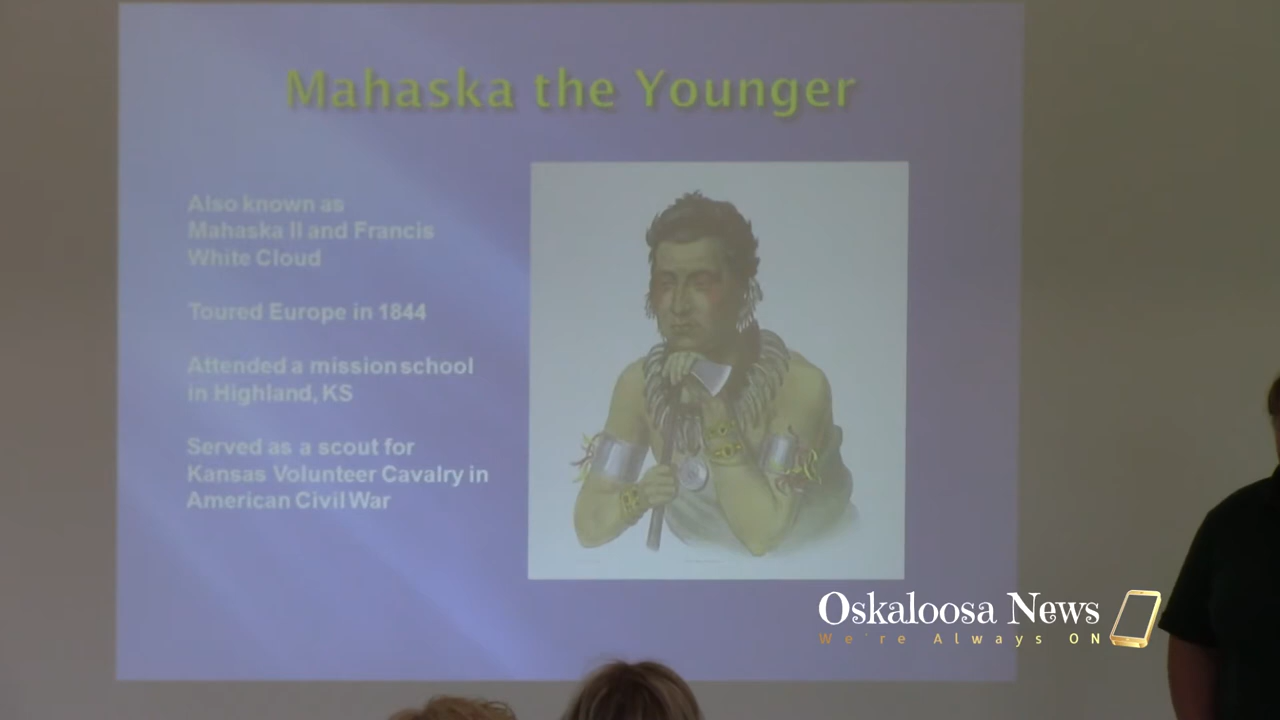 Mahaska the Younger
Also known as
Mahaska II and Francis
White Cloud
Toured Europe in 1844
Attended a mission school
in Highland, KS
Served as a scout for
Kansas Volunteer Cavalry in
American Civil War
Oskaloosa News
We're Always ON